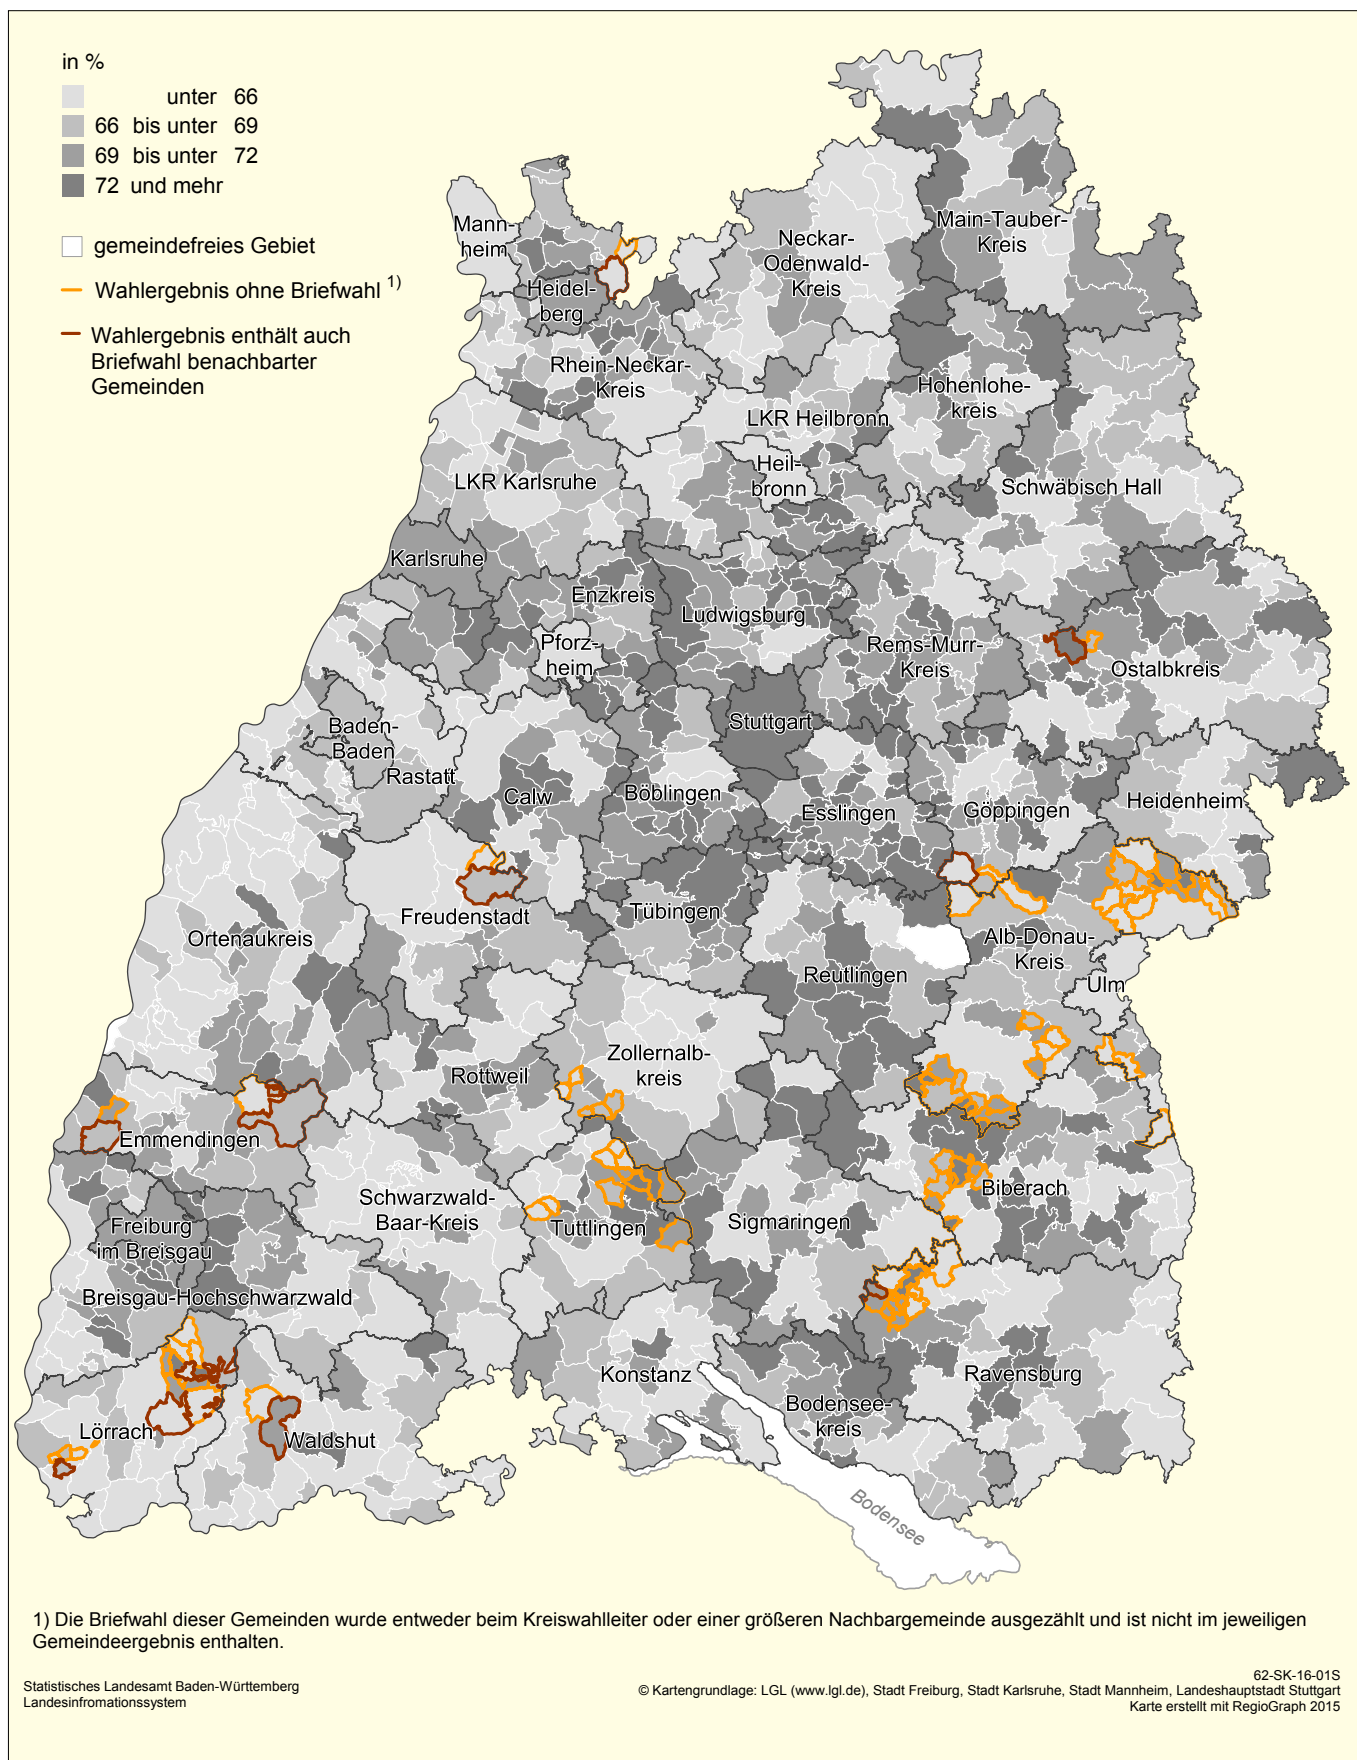 in %
unter 66
66 bis unter 69
69 bis unter 72
72 und mehr
gemeindefreies Gebiet
Wahlergebnis ohne Briefwahl 1)
Wahlergebnis enthält auch
Briefwahl benachbarter
Gemeinden
Mann-
heim
Heidel-
berg
Neckar-
Odenwald-
Kreis
Main-Tauber-
Kreis
Rhein-Neckar-
Kreis
Hohenlohe-
kreis
LKR Heilbronn
Heil-
bronn
LKR Karlsruhe
Schwäbisch Hall
Karlsruhe
Enzkreis
Ludwigsburg
Pforz-
heim
Rems-Murr-
Kreis
Ostalbkreis
Stuttgart
Baden-
Baden
Rastatt
Calw
Böblingen
Esslingen
Göppingen
Heidenheim
Freudenstadt
Tübingen
Ortenaukreis
Reutlingen
Alb-Donau-
Kreis
Ulm
Zollernalb-
kreis
Rottweil
Emmendingen
Biberach
Schwarzwald-
Baar-Kreis
Tuttlingen
Sigmaringen
Freiburg
im Breisgau
Breisgau-Hochschwarzwald
Konstanz
Ravensburg
Bodensee-
kreis
Lörrach
Waldshut
Bodensee
1) Die Briefwahl dieser Gemeinden wurde entweder beim Kreiswahlleiter oder einer größeren Nachbargemeinde ausgezählt und ist nicht im jeweiligen
Gemeindeergebnis enthalten.
Statistisches Landesamt Baden-Württemberg
Landesinfromationssystem
62-SK-16-01S
© Kartengrundlage: LGL (www.lgl.de), Stadt Freiburg, Stadt Karlsruhe, Stadt Mannheim, Landeshauptstadt Stuttgart
Karte erstellt mit RegioGraph 2015